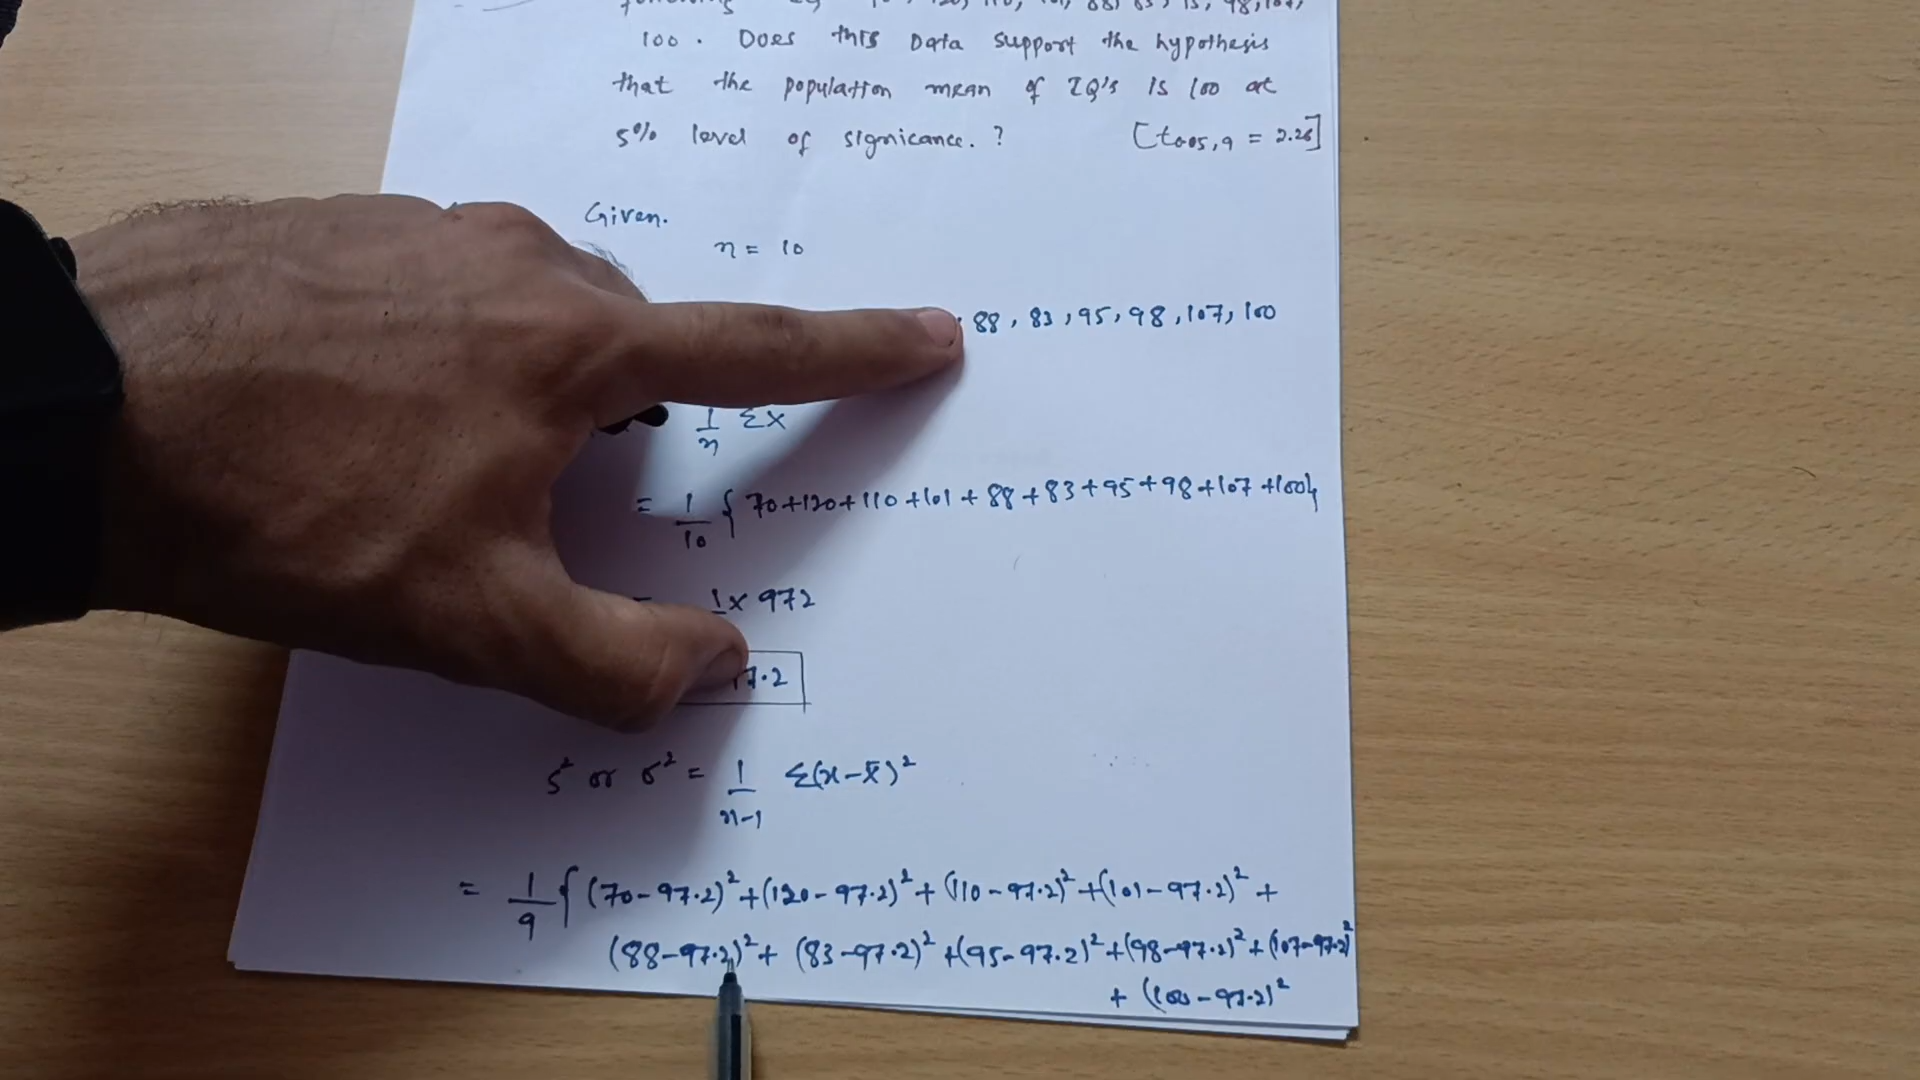 100. Does this Data support the hypothesis
that the population mean of IQ's is 100 at
5% level of signicance.? [t0.05,9 = 2.26]
Given.
n = 10
88, 83, 95, 98, 107, 100
1/n Σx
= 1/10 { 70+120+110+101+88+83+95+98+107+100}
= 1 x 972
7.2
s² or σ² = 1/n-1 Σ(x-x̄)²
= 1/9 { (70-97.2)² + (120-97.2)² + (110-97.2)² + (101-97.2)² +
(88-97.2)² + (83-97.2)² + (95-97.2)² + (98-97.2)² + (107-97.2)²
+ (100-97.2)²